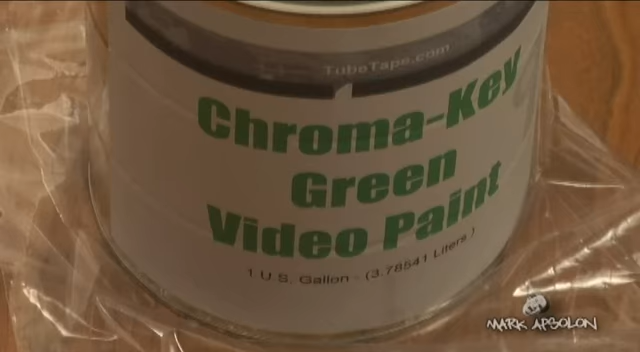 TubeTape.com
Chroma-Key
Green
Video Paint
1 U.S. Gallon - (3.78541 Liters.)
MARK APSOLON